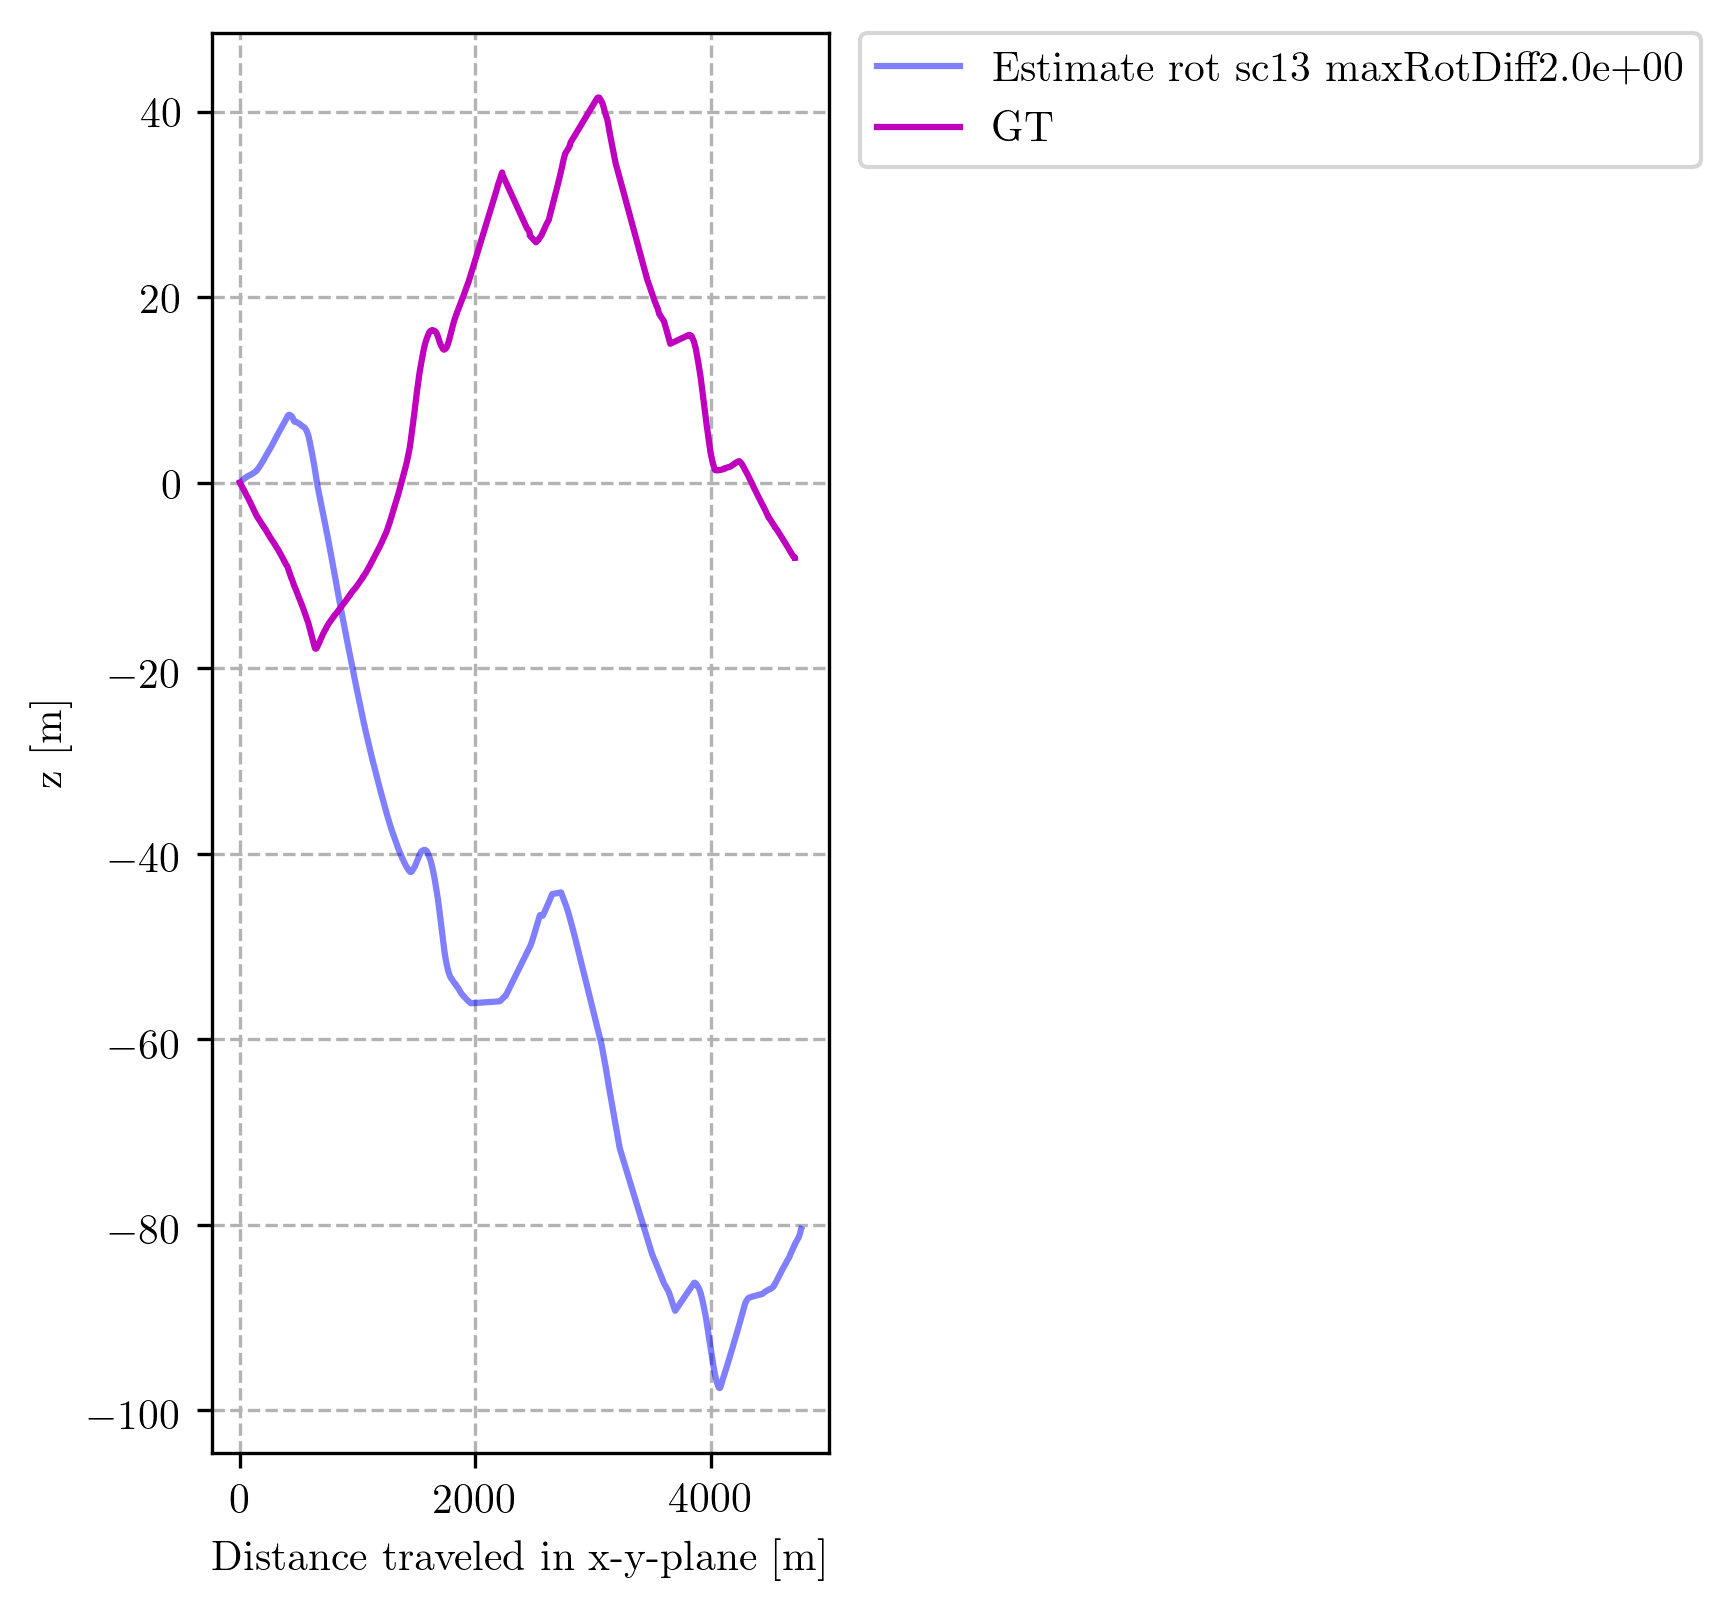 Estimate rot sc13 maxRotDiff2.0e+00
GT
40
20
0
−20
−40
−60
−80
−100
z [m]
0 2000 4000
Distance traveled in x-y-plane [m]